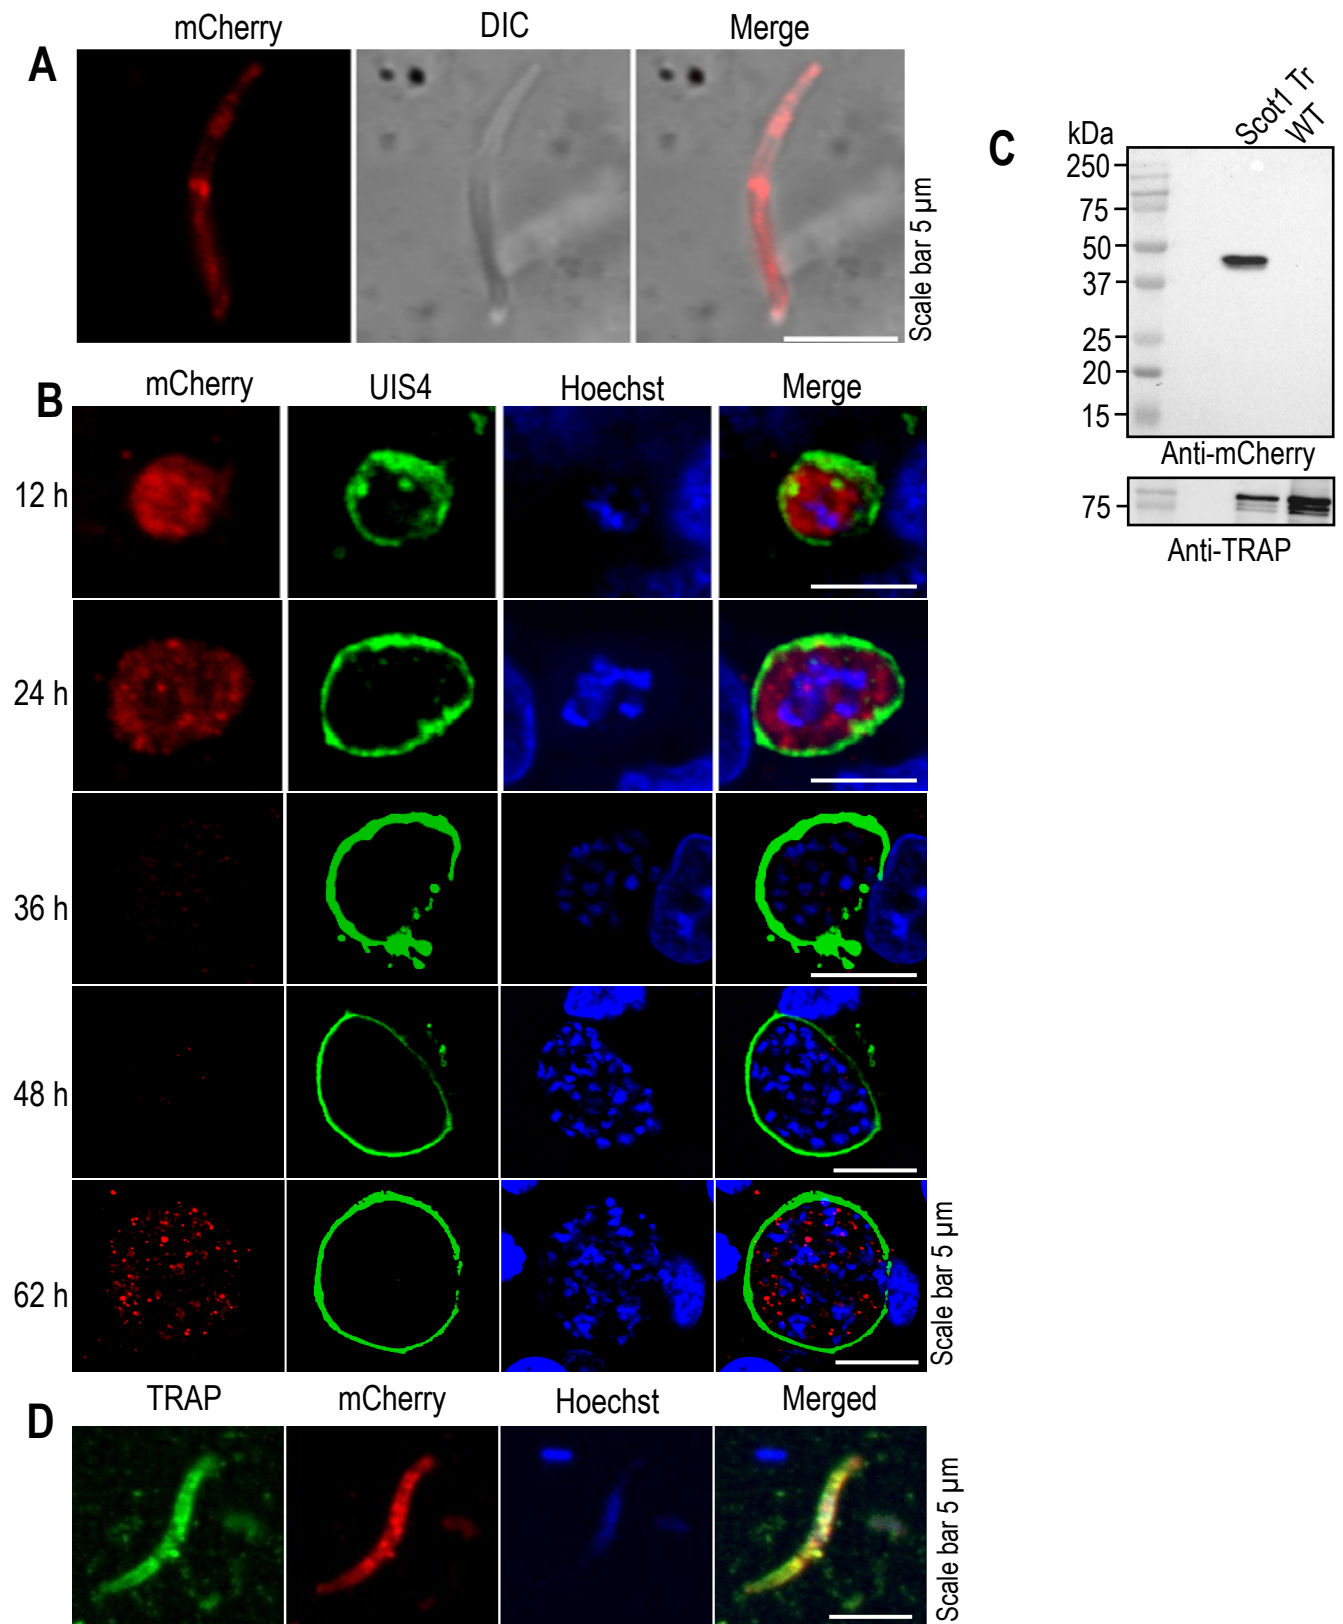 A
mCherry DIC Merge
Scale bar 5 µm
B
mCherry UIS4 Hoechst Merge
12 h
24 h
36 h
48 h
62 h
Scale bar 5 µm
C
kDa
Scot1 Tr
WT
250
75
50
37
25
20
15
Anti-mCherry
75
Anti-TRAP
D
TRAP mCherry Hoechst Merged
Scale bar 5 µm